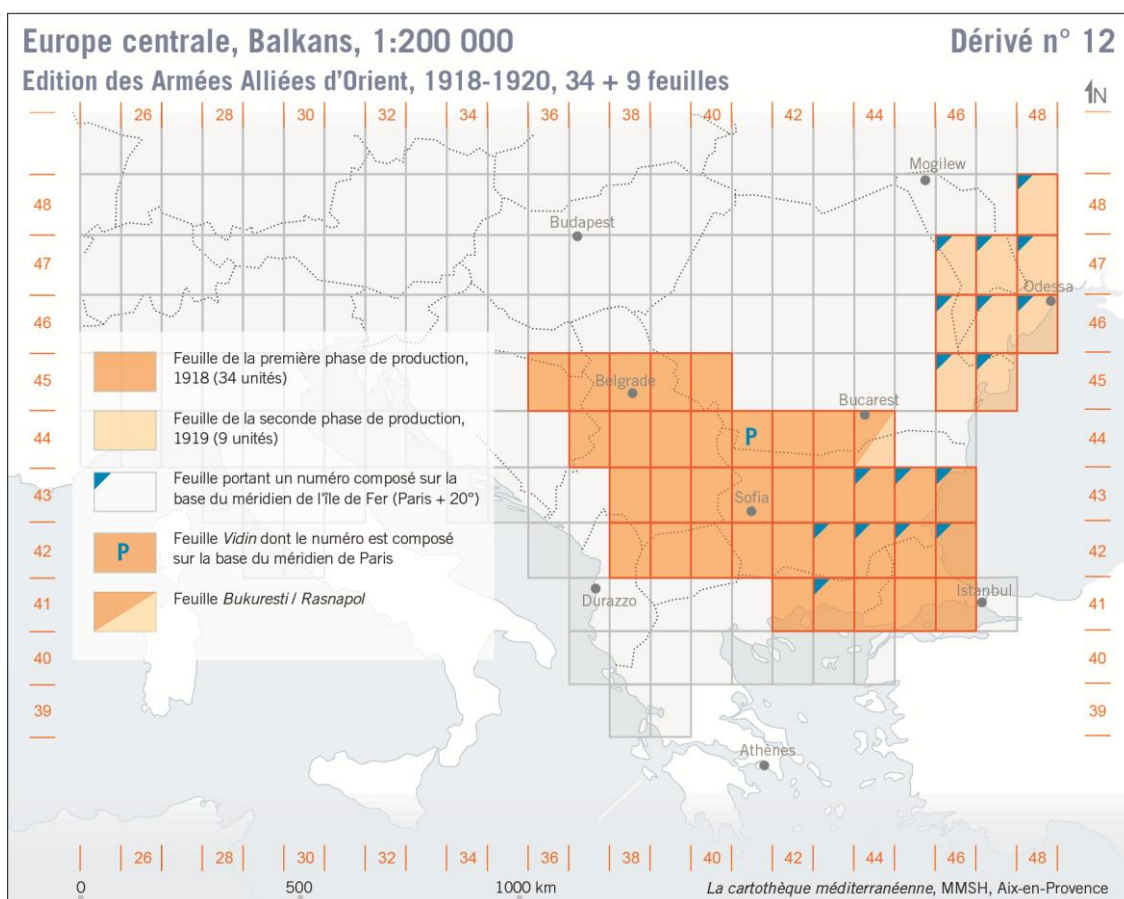 Europe centrale, Balkans, 1:200 000
Dérivé n° 12
Edition des Armées Alliées d'Orient, 1918-1920, 34 + 9 feuilles
N
26 28 30 32 34 36 38 40 42 44 46 48
Mogilew
48 48
Budapest
47 47
Odessa
46 46
Feuille de la première phase de production,
1918 (34 unités)
Belgrade
45 45
Bucarest
Feuille de la seconde phase de production,
1919 (9 unités)
44 P 44
Feuille portant un numéro composé sur la
base du méridien de l'île de Fer (Paris + 20°)
43 Sofia 43
P Feuille Vidin dont le numéro est composé
sur la base du méridien de Paris
42 42
Feuille Bukuresti / Rasnapol
Durazzo Istanbul
41 41
40 40
39 39
Athènes
26 28 30 32 34 36 38 40 42 44 46 48
0 500 1000 km
La cartothèque méditerranéenne, MMSH, Aix-en-Provence